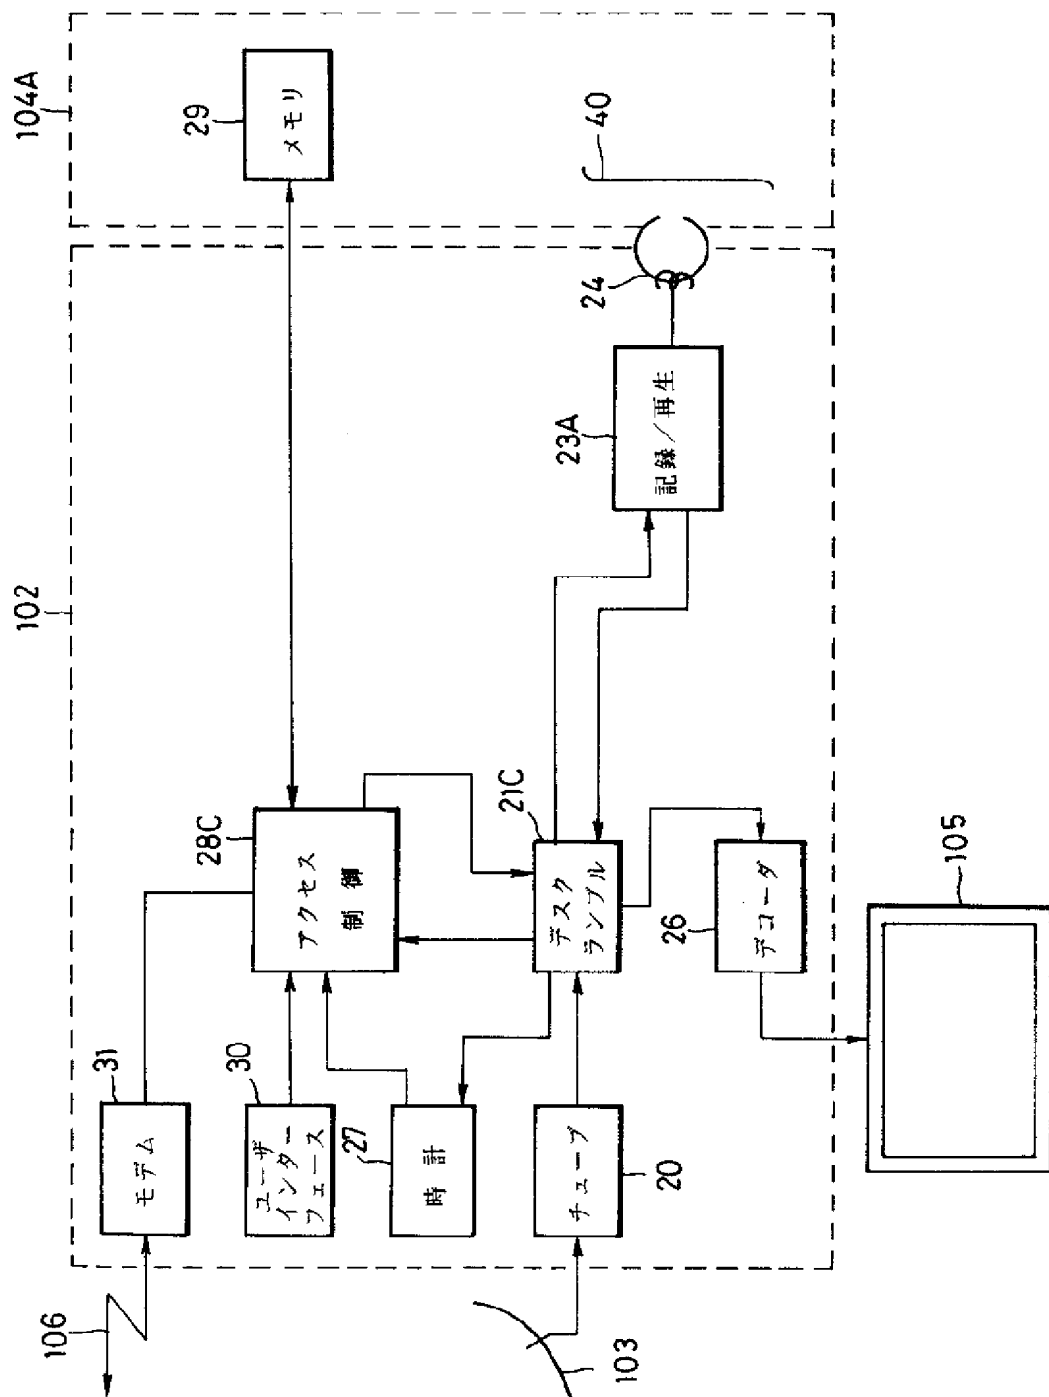 102
104A
106
31
モデム
29
メモリ
28C
アクセス
制御
30
ユーザ
インター
フェース
27
時計
21C
デスク
ランブル
24
40
23A
記録／再生
チューブ
20
103
26
デコーダ
105